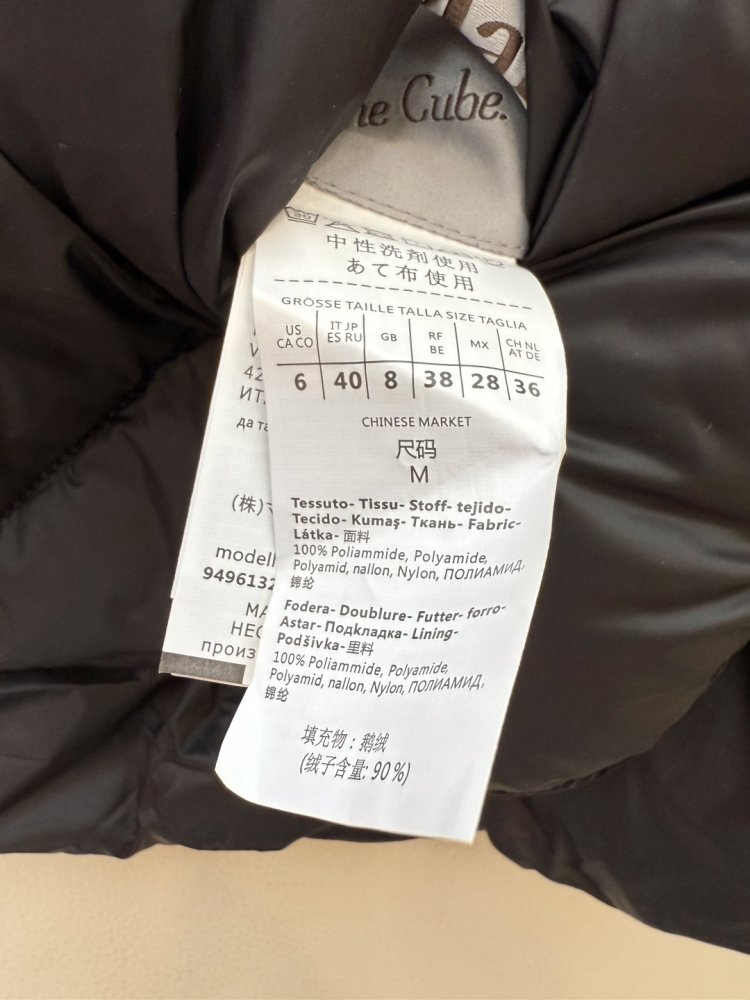 Cube.
中性洗剤使用
あて布使用
GRÖSSE TAILLE TALLA SIZE TAGLIA
US CA CO IT JP ES RU GB RF BE MX CH NL AT DE
6 40 8 38 28 36
CHINESE MARKET
尺码
M
Tessuto- Tissu- Stoff- tejido-
Tecido- Kumaş- Ткань- Fabric-
Látka- 面料
100% Poliammide, Polyamide,
Polyamid, nallon, Nylon, ПОЛИАМИД,
锦纶
Fodera- Doublure- Futter- forro-
Astar- Подкладка- Lining-
Podšívka- 里料
100% Poliammide, Polyamide,
Polyamid, nallon, Nylon, ПОЛИАМИД,
锦纶
填充物：鹅绒
(绒子含量: 90%)
42
да
(株)
9496132